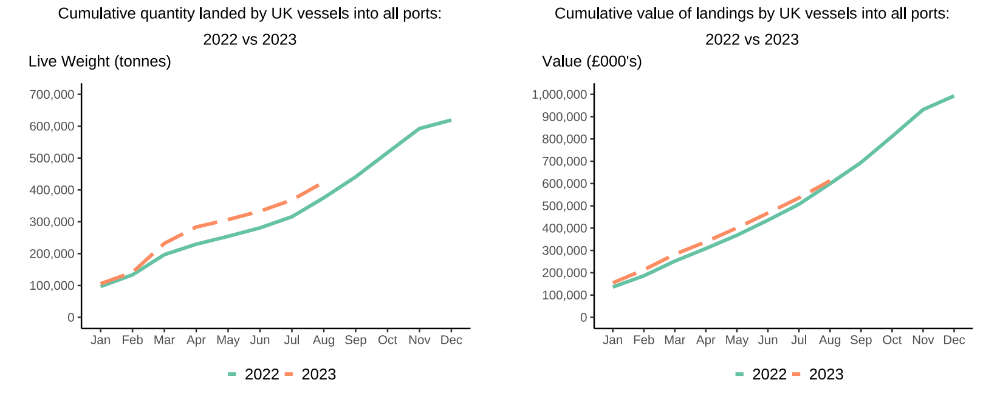 Cumulative quantity landed by UK vessels into all ports:
2022 vs 2023
Live Weight (tonnes)
700,000
600,000
500,000
400,000
300,000
200,000
100,000
0
Jan Feb Mar Apr May Jun Jul Aug Sep Oct Nov Dec
2022 2023
Cumulative value of landings by UK vessels into all ports:
2022 vs 2023
Value (£000's)
1,000,000
900,000
800,000
700,000
600,000
500,000
400,000
300,000
200,000
100,000
0
Jan Feb Mar Apr May Jun Jul Aug Sep Oct Nov Dec
2022 2023